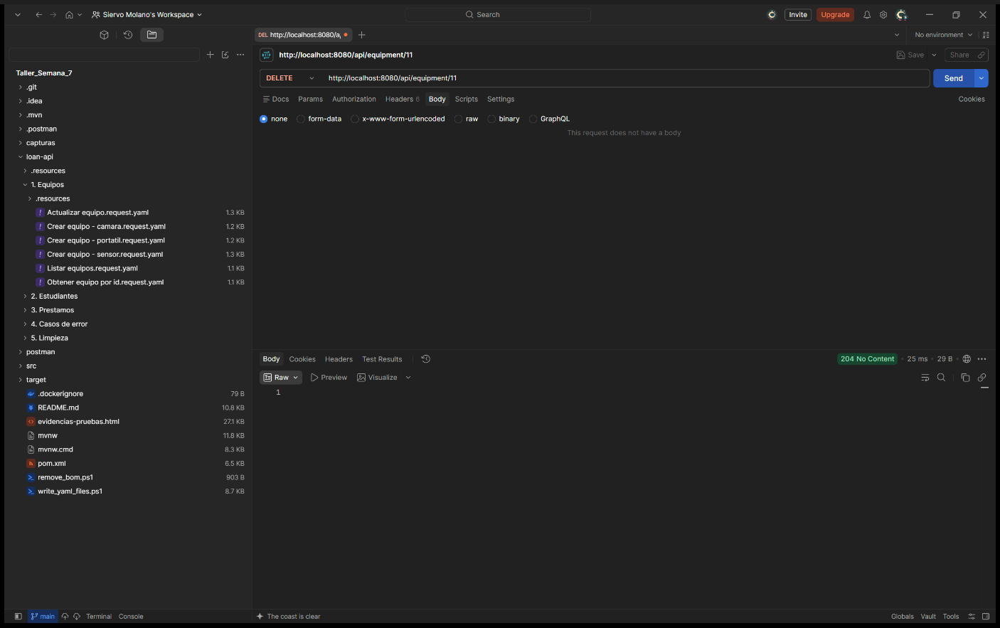 Siervo Molano's Workspace
Search
Invite
Upgrade
DEL http://localhost:8080/a
No environment
http://localhost:8080/api/equipment/11
Save
Share
Taller_Semana_7
DELETE
http://localhost:8080/api/equipment/11
Send
.git
.idea
.mvn
.postman
capturas
loan-api
.resources
1. Equipos
.resources
Actualizar equipo.request.yaml 1.3 KB
Crear equipo - camara.request.yaml 1.2 KB
Crear equipo - portatil.request.yaml 1.2 KB
Crear equipo - sensor.request.yaml 1.3 KB
Listar equipos.request.yaml 1.1 KB
Obtener equipo por id.request.yaml 1.1 KB
2. Estudiantes
3. Prestamos
4. Casos de error
5. Limpieza
postman
src
target
.dockerignore 79 B
README.md 10.8 KB
evidencias-pruebas.html 27.1 KB
mvnw 11.8 KB
mvnw.cmd 8.3 KB
pom.xml 6.5 KB
remove_bom.ps1 903 B
write_yaml_files.ps1 8.7 KB
Docs Params Authorization Headers 6 Body Scripts Settings Cookies
none form-data x-www-form-urlencoded raw binary GraphQL
This request does not have a body
Body Cookies Headers Test Results 204 No Content 25 ms 29 B
Raw Preview Visualize
1
main Terminal Console
The coast is clear
Globals Vault Tools